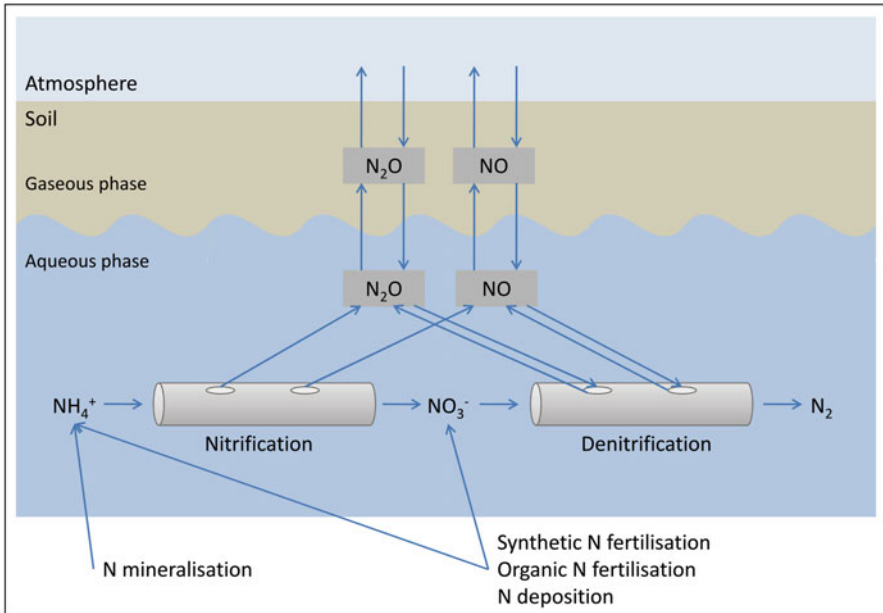 Atmosphere
Soil
N₂O
NO
Gaseous phase
Aqueous phase
N₂O
NO
NH₄⁺
NO₃⁻
N₂
Nitrification
Denitrification
N mineralisation
Synthetic N fertilisation
Organic N fertilisation
N deposition